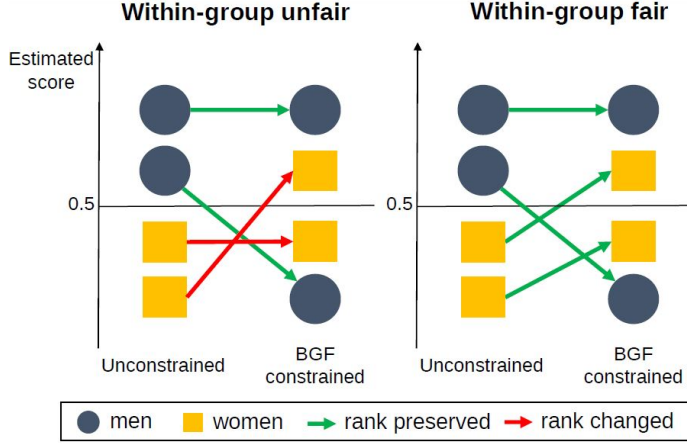 Within-group unfair
Within-group fair
Estimated
score
0.5
0.5
Unconstrained
BGF
constrained
Unconstrained
BGF
constrained
men
women
rank preserved
rank changed